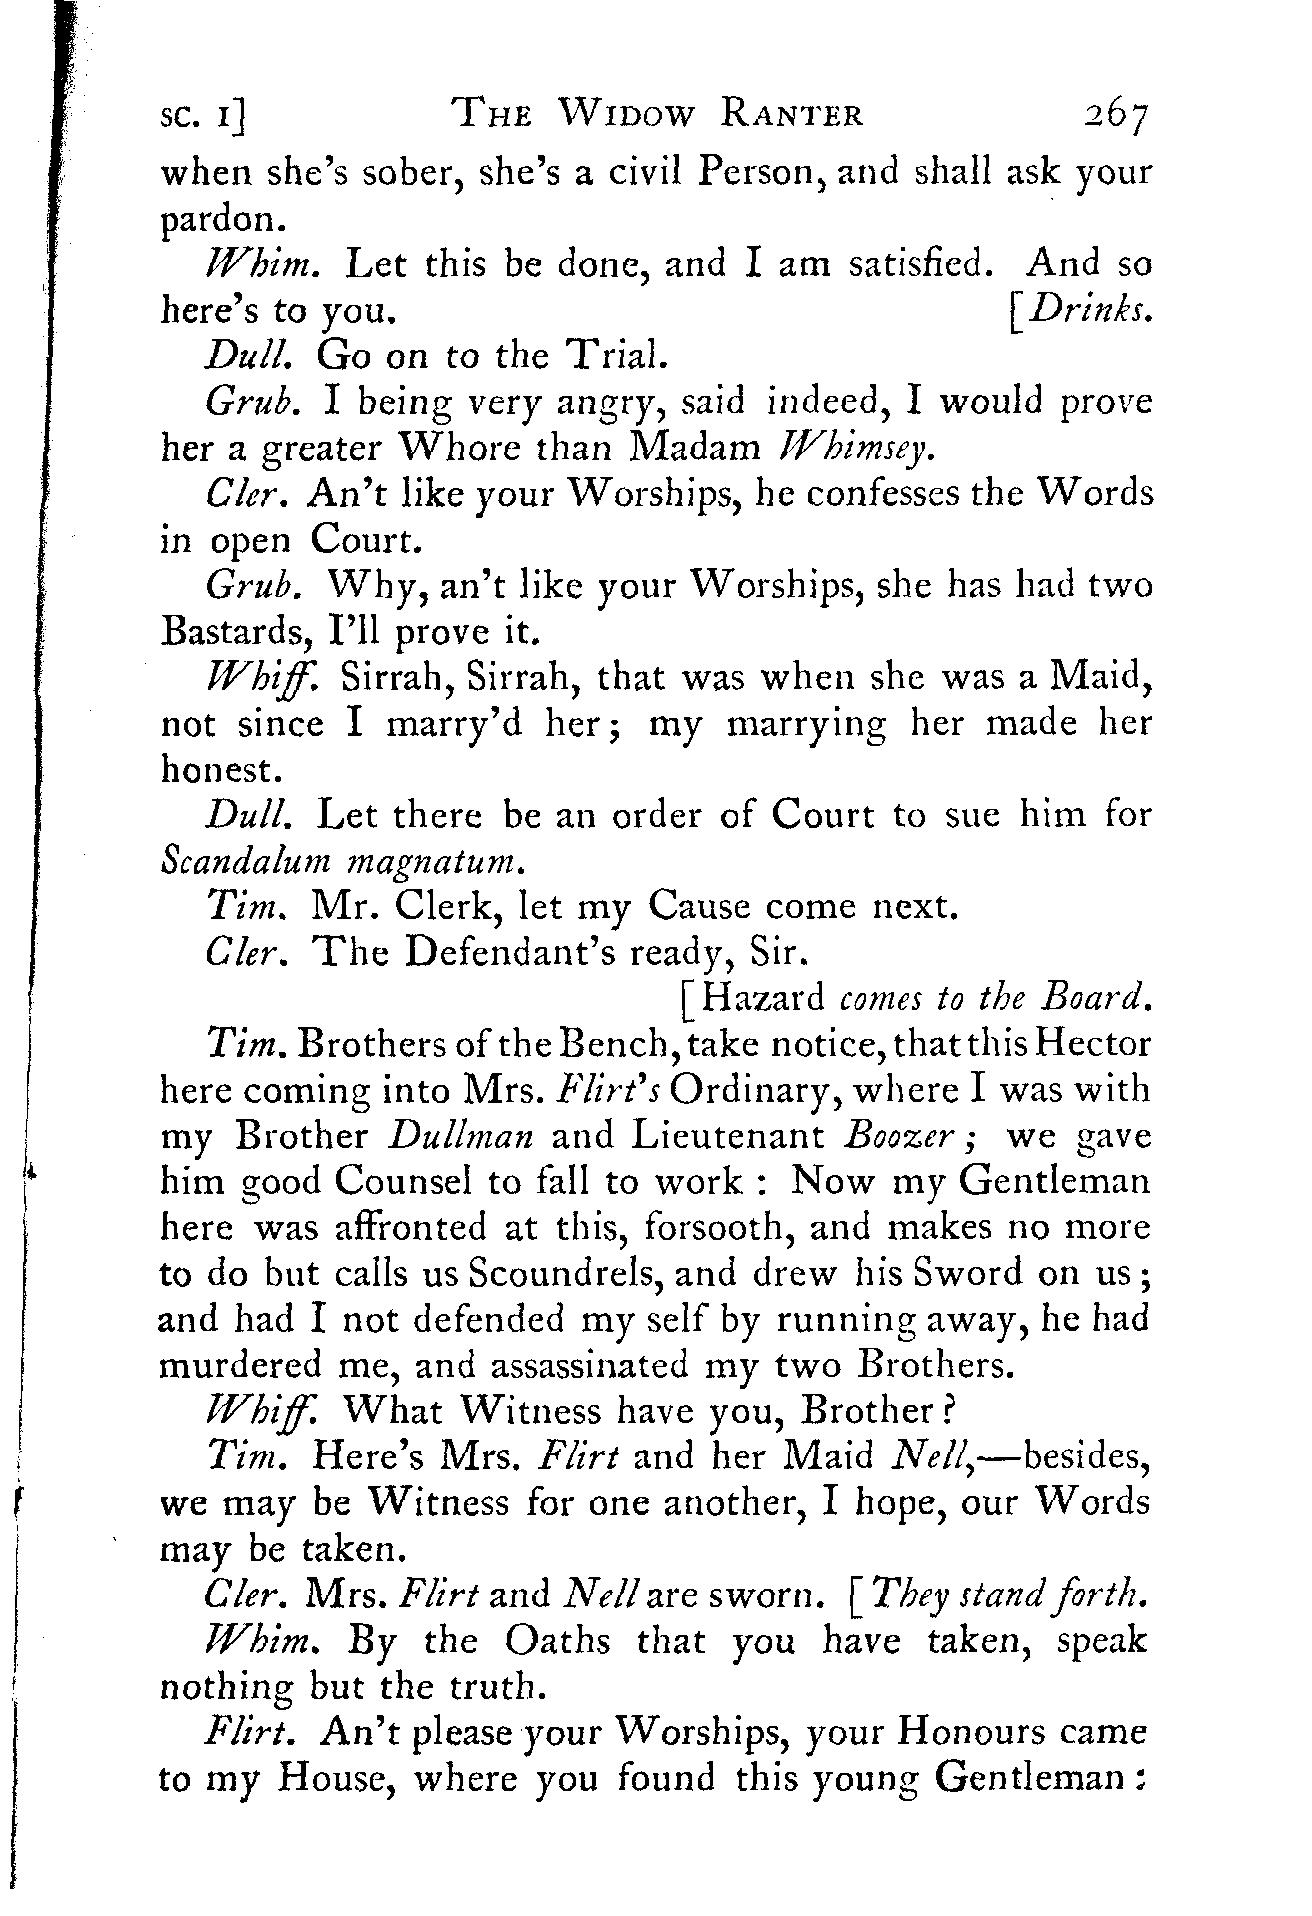 SC. I] THE WIDOW RANTER 267
when she's sober, she's a civil Person, and shall ask your
pardon.
Whim. Let this be done, and I am satisfied. And so
here's to you. [Drinks.
Dull. Go on to the Trial.
Grub. I being very angry, said indeed, I would prove
her a greater Whore than Madam Whimsey.
Cler. An't like your Worships, he confesses the Words
in open Court.
Grub. Why, an't like your Worships, she has had two
Bastards, I'll prove it.
Whiff. Sirrah, Sirrah, that was when she was a Maid,
not since I marry'd her; my marrying her made her
honest.
Dull. Let there be an order of Court to sue him for
Scandalum magnatum.
Tim. Mr. Clerk, let my Cause come next.
Cler. The Defendant's ready, Sir.
[Hazard comes to the Board.
Tim. Brothers of the Bench, take notice, that this Hector
here coming into Mrs. Flirt's Ordinary, where I was with
my Brother Dullman and Lieutenant Boozer; we gave
him good Counsel to fall to work: Now my Gentleman
here was affronted at this, forsooth, and makes no more
to do but calls us Scoundrels, and drew his Sword on us;
and had I not defended my self by running away, he had
murdered me, and assassinated my two Brothers.
Whiff. What Witness have you, Brother?
Tim. Here's Mrs. Flirt and her Maid Nell,—besides,
we may be Witness for one another, I hope, our Words
may be taken.
Cler. Mrs. Flirt and Nell are sworn. [They stand forth.
Whim. By the Oaths that you have taken, speak
nothing but the truth.
Flirt. An't please your Worships, your Honours came
to my House, where you found this young Gentleman: